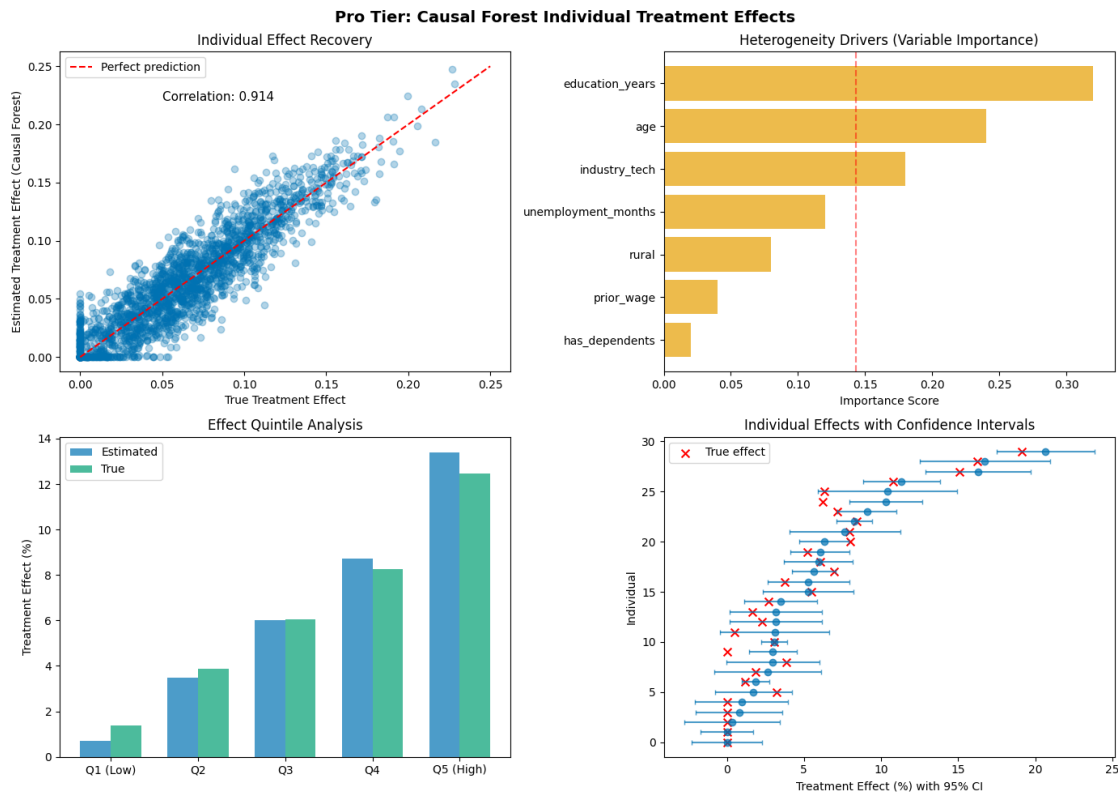 Pro Tier: Causal Forest Individual Treatment Effects
Individual Effect Recovery
Perfect prediction
Correlation: 0.914
Estimated Treatment Effect (Causal Forest)
0.25
0.20
0.15
0.10
0.05
0.00
0.00 0.05 0.10 0.15 0.20 0.25
True Treatment Effect
Heterogeneity Drivers (Variable Importance)
education_years
age
industry_tech
unemployment_months
rural
prior_wage
has_dependents
0.00 0.05 0.10 0.15 0.20 0.25 0.30
Importance Score
Effect Quintile Analysis
Estimated
True
Treatment Effect (%)
14
12
10
8
6
4
2
0
Q1 (Low) Q2 Q3 Q4 Q5 (High)
Individual Effects with Confidence Intervals
True effect
Individual
30
25
20
15
10
5
0
0 5 10 15 20 25
Treatment Effect (%) with 95% CI